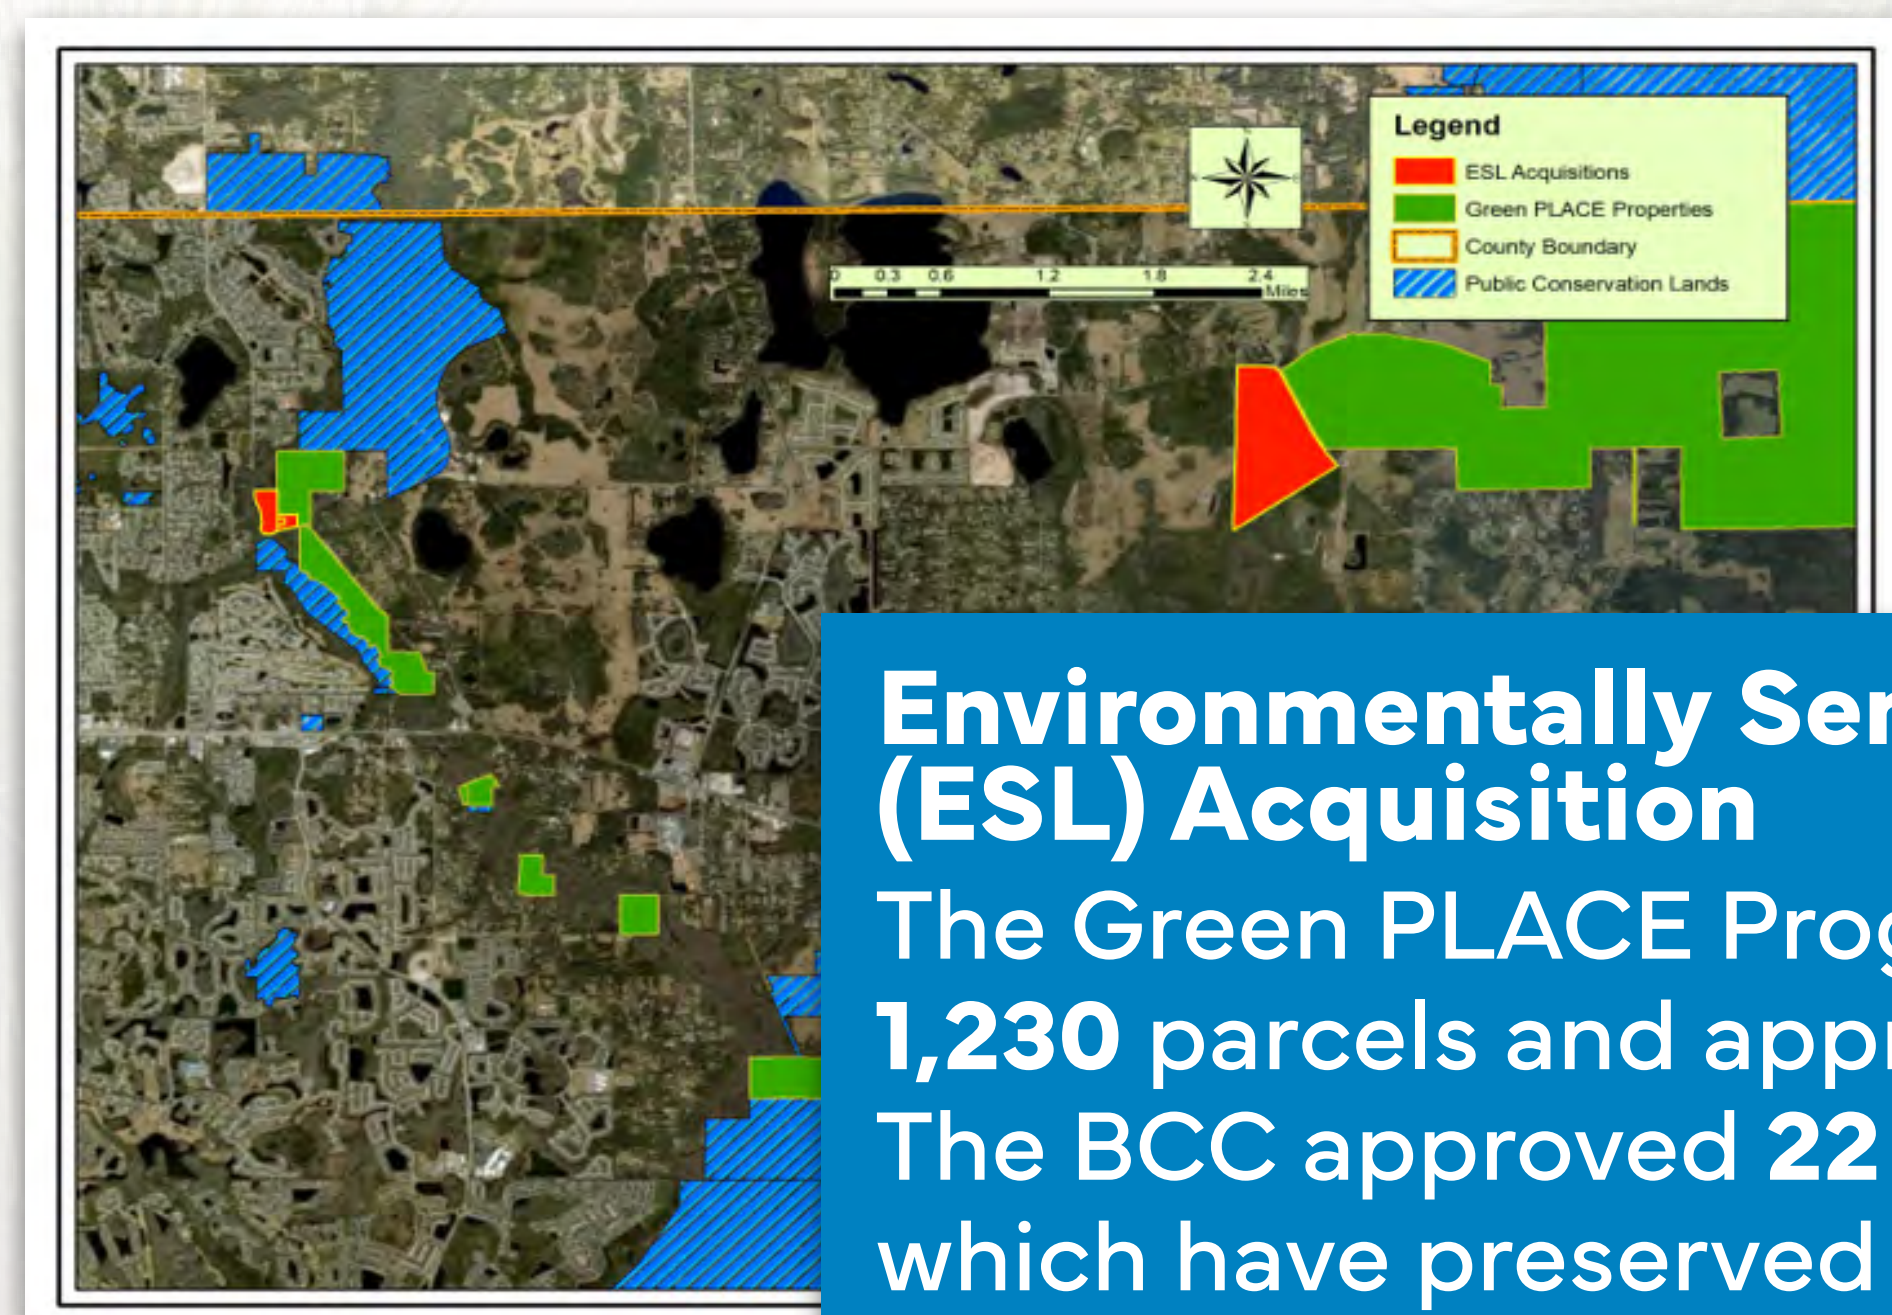 Legend
ESL Acquisitions
Green PLACE Properties
County Boundary
Public Conservation Lands
0 0.3 0.6 1.2 1.8 2.4
Miles
Environmentally Sen
(ESL) Acquisition
The Green PLACE Prog
1,230 parcels and appr
The BCC approved 22
which have preserved